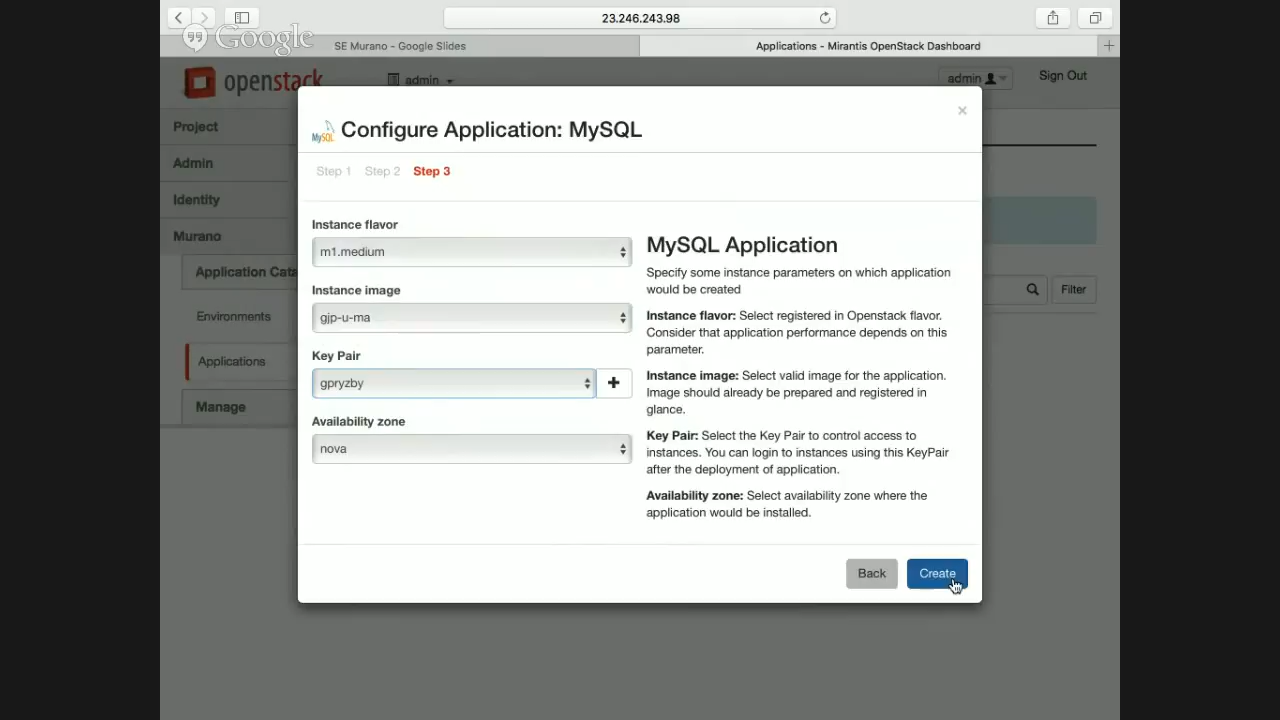 23.246.243.98
Google
SE Murano - Google Slides
Applications - Mirantis OpenStack Dashboard
openstack
admin
admin
Sign Out
Project
Admin
Identity
Murano
Application Cata
Environments
Applications
Manage
Filter
MySQL
Configure Application: MySQL
×
Step 1 Step 2 Step 3
Instance flavor
m1.medium
Instance image
gjp-u-ma
Key Pair
gpryzby
Availability zone
nova
MySQL Application
Specify some instance parameters on which application
would be created
Instance flavor: Select registered in Openstack flavor.
Consider that application performance depends on this
parameter.
Instance image: Select valid image for the application.
Image should already be prepared and registered in
glance.
Key Pair: Select the Key Pair to control access to
instances. You can login to instances using this KeyPair
after the deployment of application.
Availability zone: Select availability zone where the
application would be installed.
Back
Create